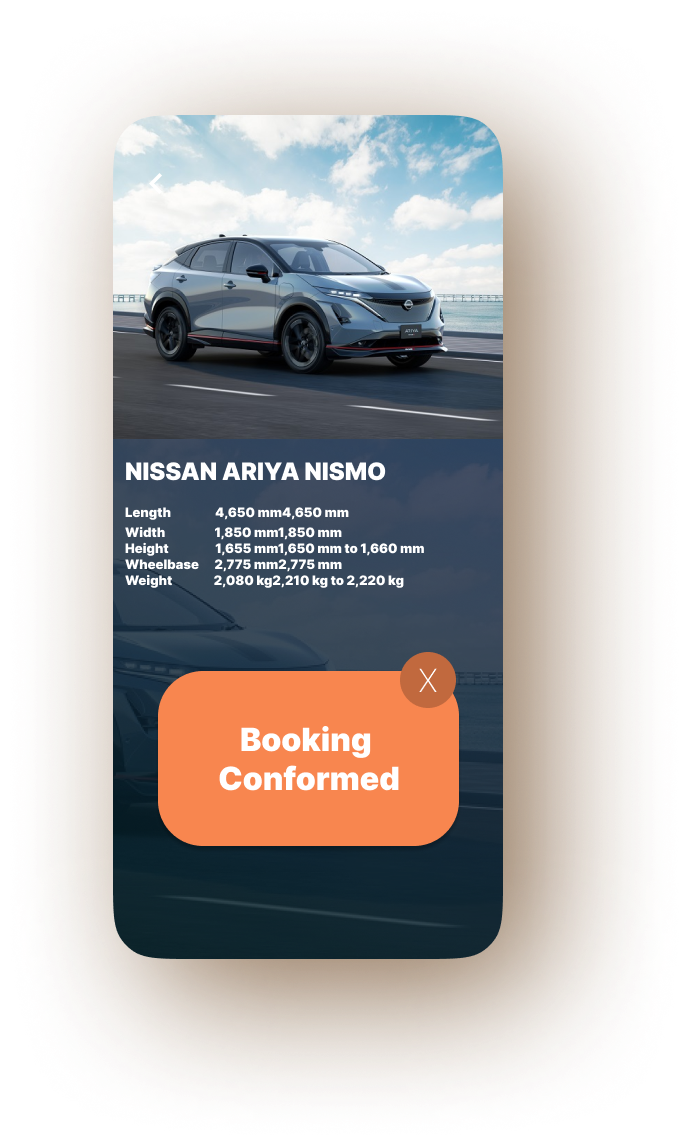 ARIYA
NISSAN ARIYA NISMO
Length 4,650 mm4,650 mm
Width 1,850 mm1,850 mm
Height 1,655 mm1,650 mm to 1,660 mm
Wheelbase 2,775 mm2,775 mm
Weight 2,080 kg2,210 kg to 2,220 kg
X
Booking
Conformed